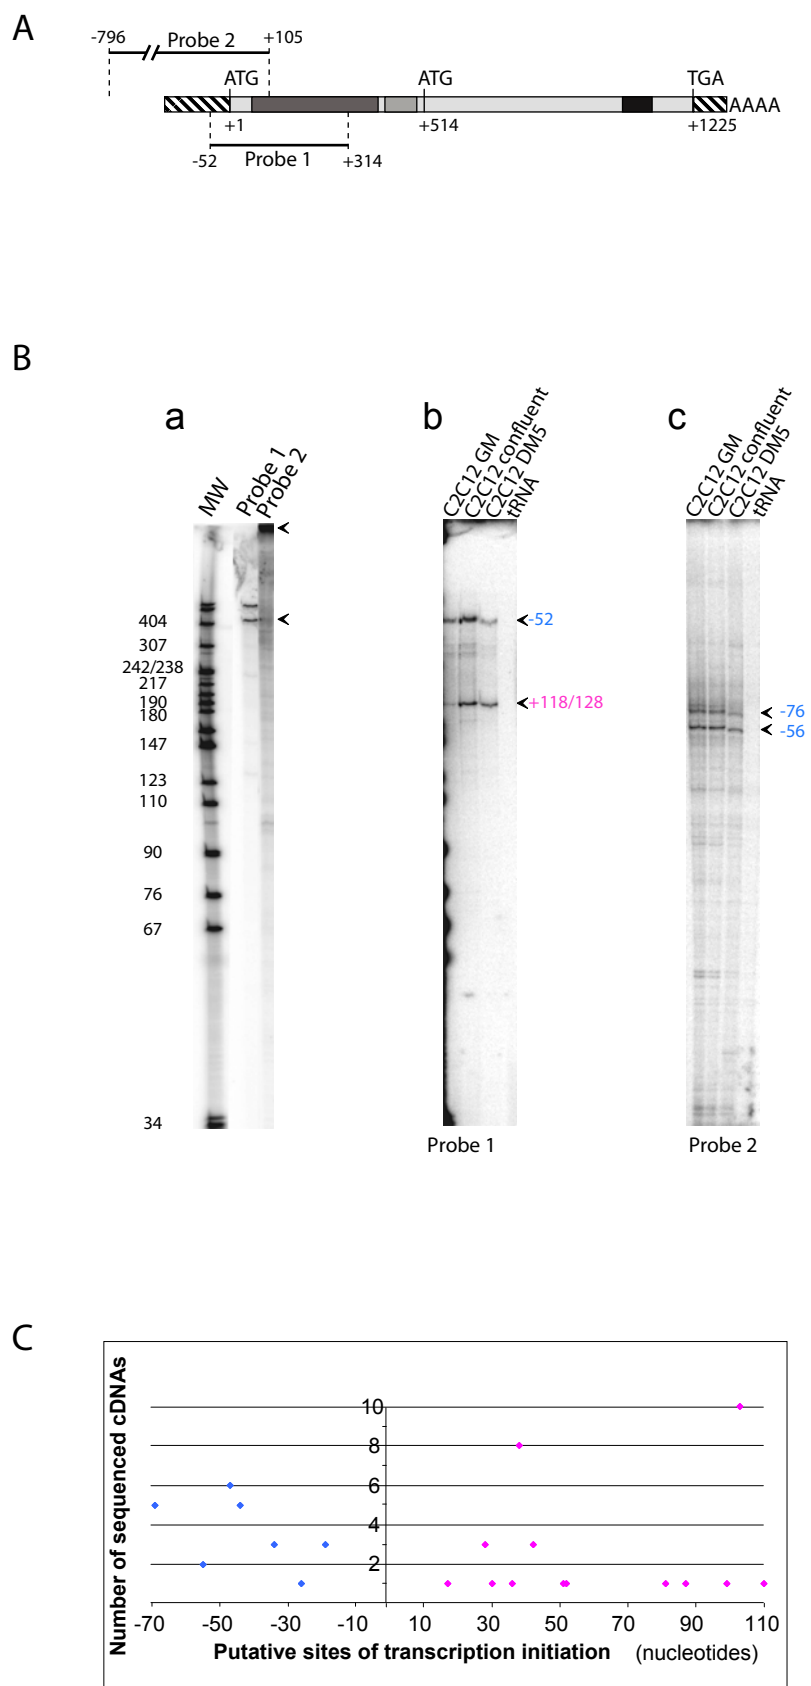 A
-796
Probe 2
+105
ATG
ATG
TGA
AAAA
+1
+514
+1225
-52
Probe 1
+314
B
a
MW
Probe 1
Probe 2
404
307
242/238
217
190
180
147
123
110
90
76
67
34
b
C2C12 GM
C2C12 confluent
C2C12 DM5
tRNA
-52
+118/128
Probe 1
c
C2C12 GM
C2C12 confluent
C2C12 DM5
tRNA
-76
-56
Probe 2
C
Number of sequenced cDNAs
10
8
6
4
2
-70 -50 -30 -10 10 30 50 70 90 110
Putative sites of transcription initiation (nucleotides)